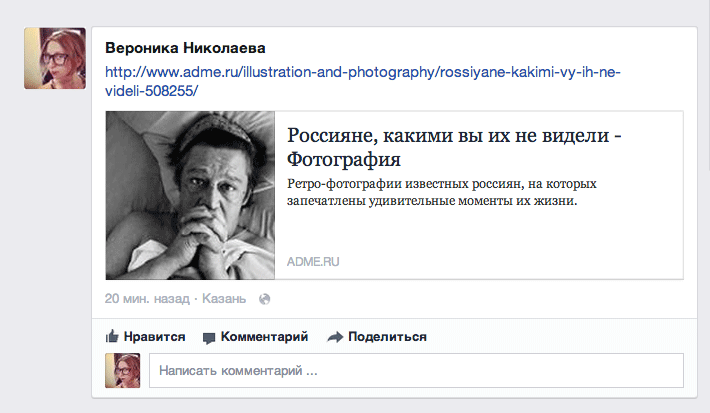 Вероника Николаева
http://www.adme.ru/illustration-and-photography/rossiyane-kakimi-vy-ih-ne-
videli-508255/
Россияне, какими вы их не видели -
Фотография
Ретро-фотографии известных россиян, на которых
запечатлены удивительные моменты их жизни.
ADME.RU
20 мин. назад · Казань
Нравится Комментарий Поделиться
Написать комментарий ...